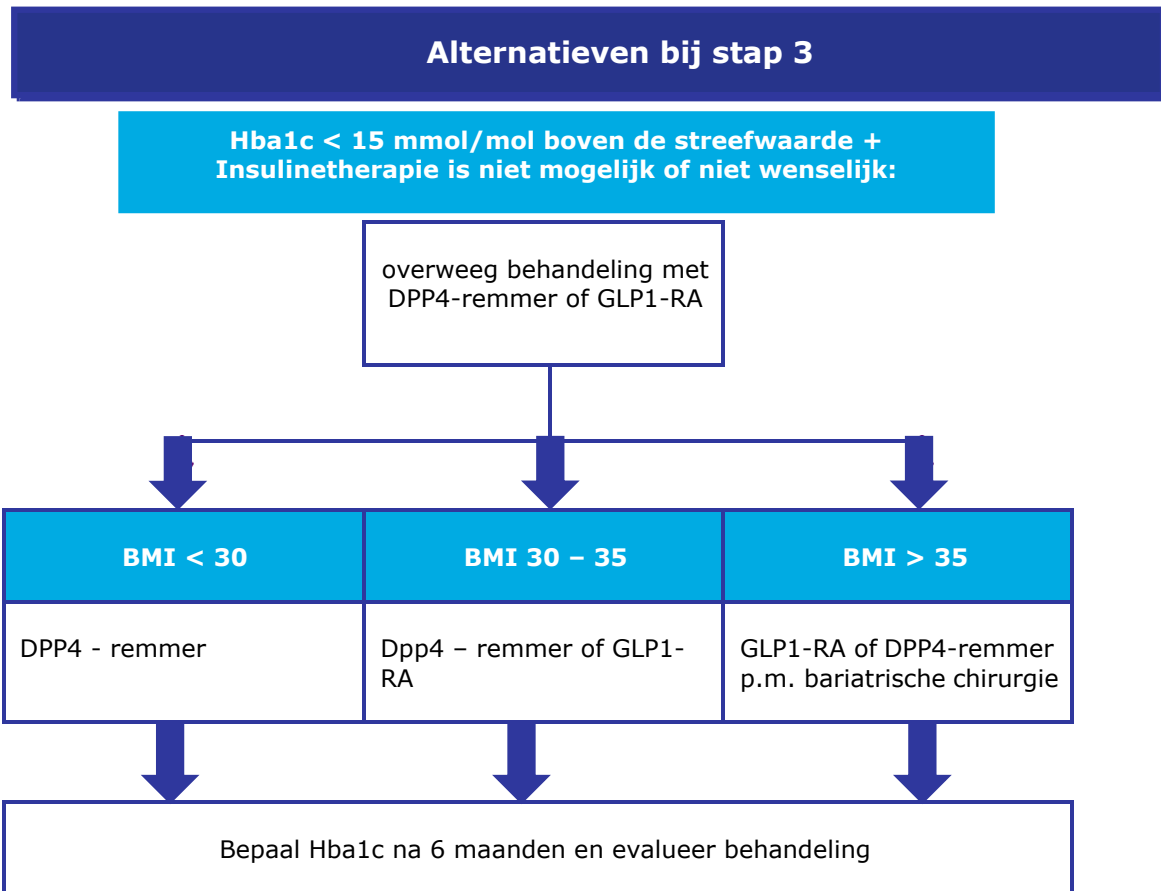 Alternatieven bij stap 3
Hba1c < 15 mmol/mol boven de streefwaarde +
Insulinetherapie is niet mogelijk of niet wenselijk:
overweeg behandeling met
DPP4-remmer of GLP1-RA
BMI < 30
BMI 30 – 35
BMI > 35
DPP4 - remmer
Dpp4 – remmer of GLP1-
RA
GLP1-RA of DPP4-remmer
p.m. bariatrische chirurgie
Bepaal Hba1c na 6 maanden en evalueer behandeling